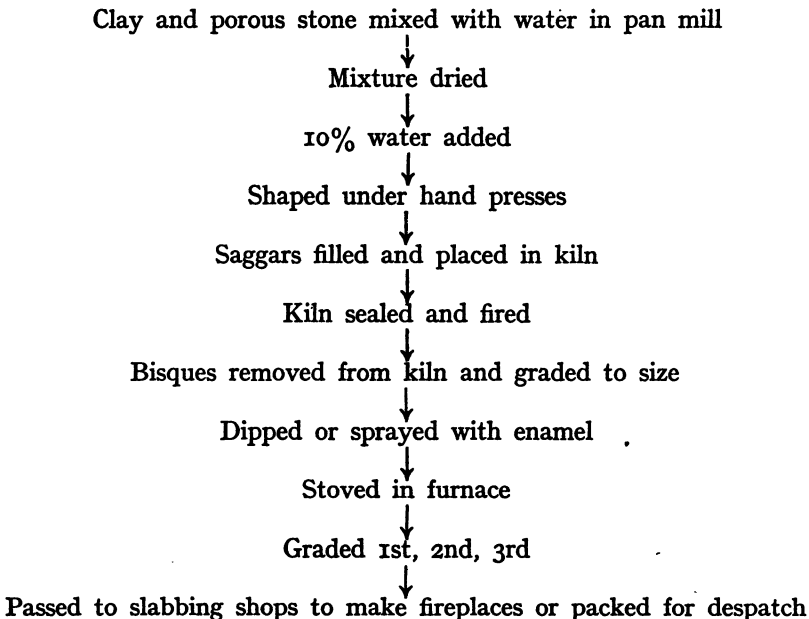 Clay and porous stone mixed with water in pan mill
Mixture dried
10% water added
Shaped under hand presses
Saggars filled and placed in kiln
Kiln sealed and fired
Bisques removed from kiln and graded to size
Dipped or sprayed with enamel
Stoved in furnace
Graded 1st, 2nd, 3rd
Passed to slabbing shops to make fireplaces or packed for despatch